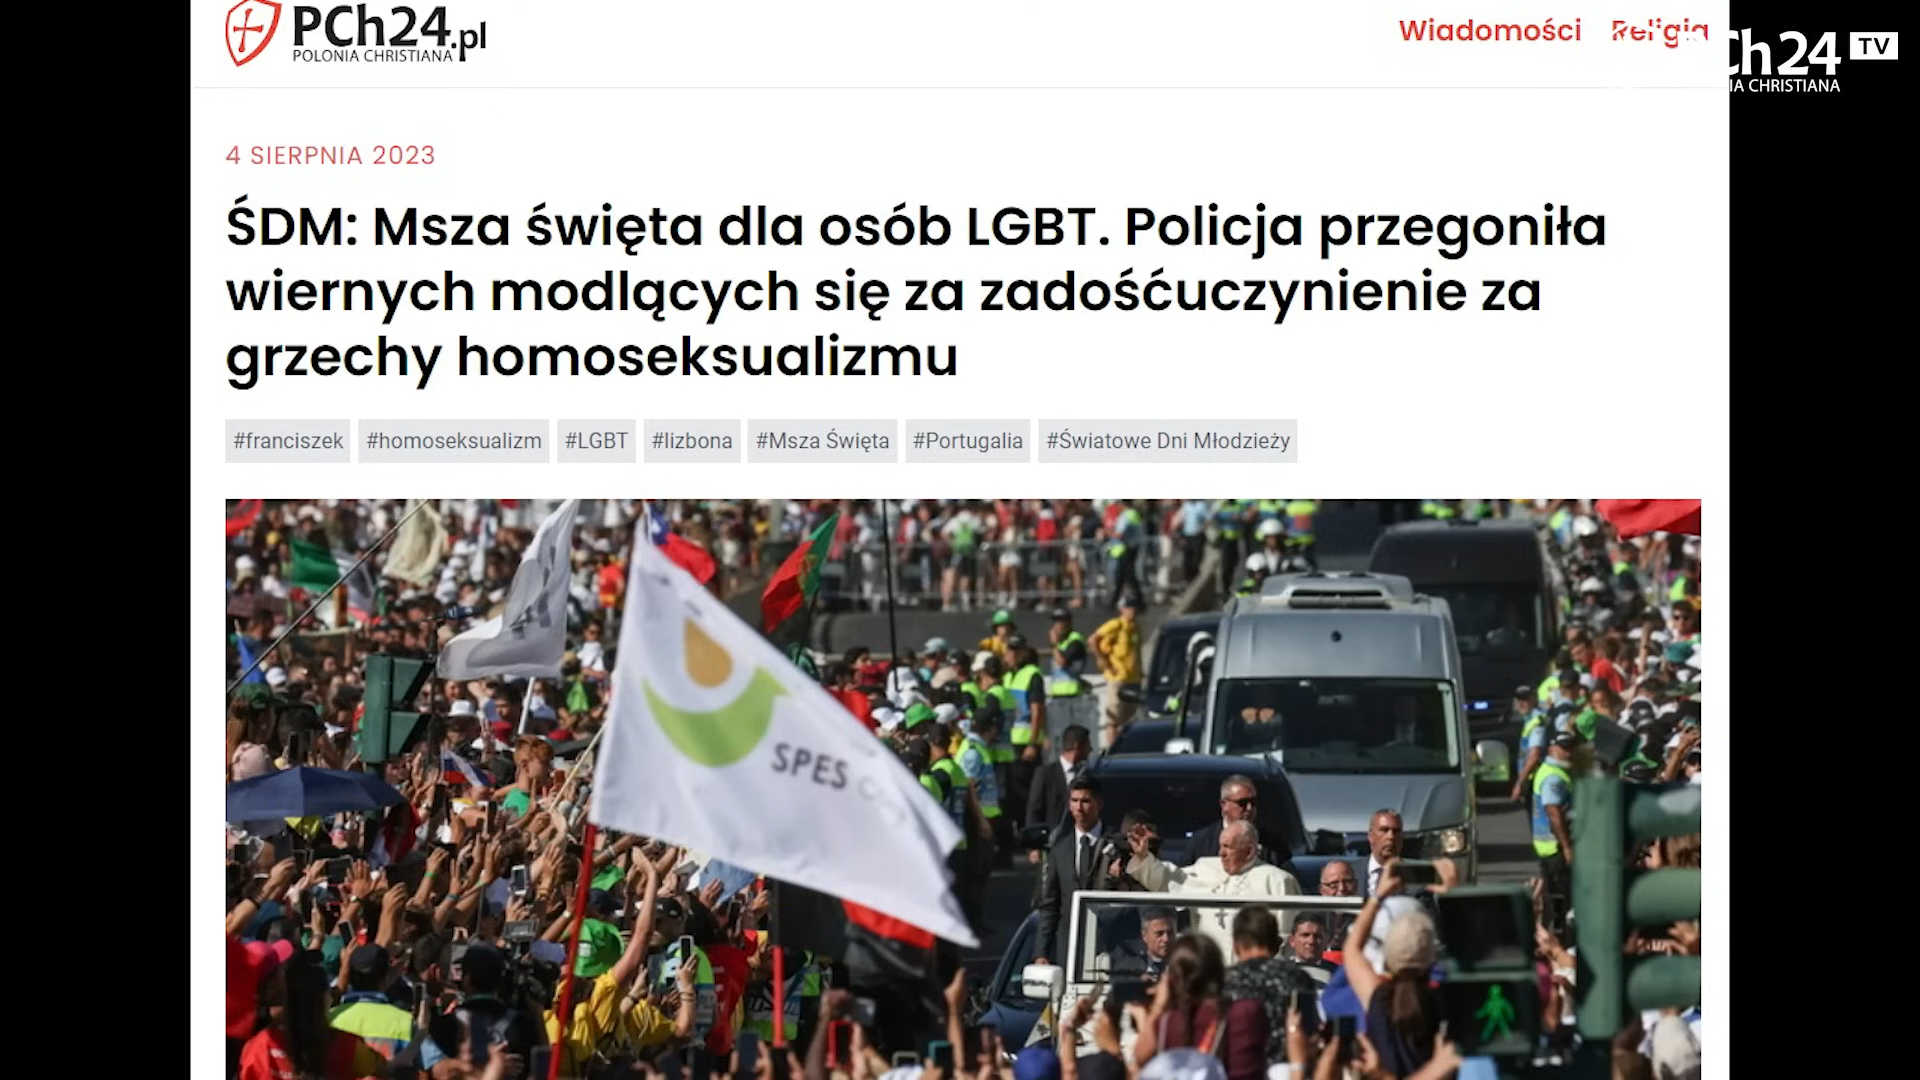 PCh24.pl
POLONIA CHRISTIANA
Wiadomości Religia
Ch24 TV
IA CHRISTIANA
4 SIERPNIA 2023
ŚDM: Msza święta dla osób LGBT. Policja przegoniła
wiernych modlących się za zadośćuczynienie za
grzechy homoseksualizmu
#franciszek #homoseksualizm #LGBT #lizbona #Msza Święta #Portugalia #Światowe Dni Młodzieży
SPES